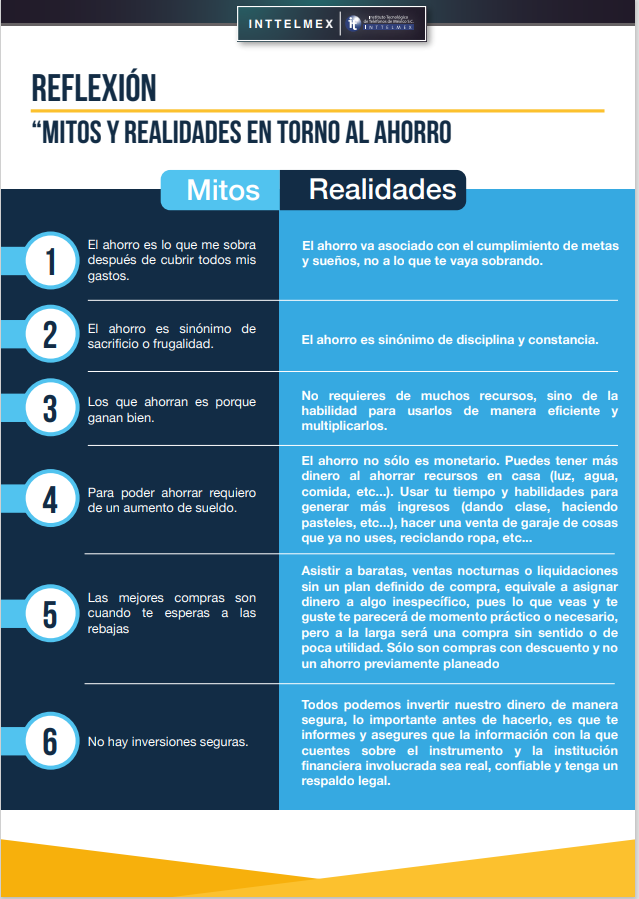 INTTELMEX
Instituto Tecnológico
de Teléfonos de México S.C.
INTTELMEX
REFLEXIÓN
“MITOS Y REALIDADES EN TORNO AL AHORRO
Mitos
Realidades
1
El ahorro es lo que me sobra
después de cubrir todos mis
gastos.
El ahorro va asociado con el cumplimiento de metas
y sueños, no a lo que te vaya sobrando.
2
El ahorro es sinónimo de
sacrificio o frugalidad.
El ahorro es sinónimo de disciplina y constancia.
3
Los que ahorran es porque
ganan bien.
No requieres de muchos recursos, sino de la
habilidad para usarlos de manera eficiente y
multiplicarlos.
4
Para poder ahorrar requiero
de un aumento de sueldo.
El ahorro no sólo es monetario. Puedes tener más
dinero al ahorrar recursos en casa (luz, agua,
comida, etc...). Usar tu tiempo y habilidades para
generar más ingresos (dando clase, haciendo
pasteles, etc...), hacer una venta de garaje de cosas
que ya no uses, reciclando ropa, etc...
5
Las mejores compras son
cuando te esperas a las
rebajas
Asistir a baratas, ventas nocturnas o liquidaciones
sin un plan definido de compra, equivale a asignar
dinero a algo inespecífico, pues lo que veas y te
guste te parecerá de momento práctico o necesario,
pero a la larga será una compra sin sentido o de
poca utilidad. Sólo son compras con descuento y no
un ahorro previamente planeado
6
No hay inversiones seguras.
Todos podemos invertir nuestro dinero de manera
segura, lo importante antes de hacerlo, es que te
informes y asegures que la información con la que
cuentes sobre el instrumento y la institución
financiera involucrada sea real, confiable y tenga un
respaldo legal.